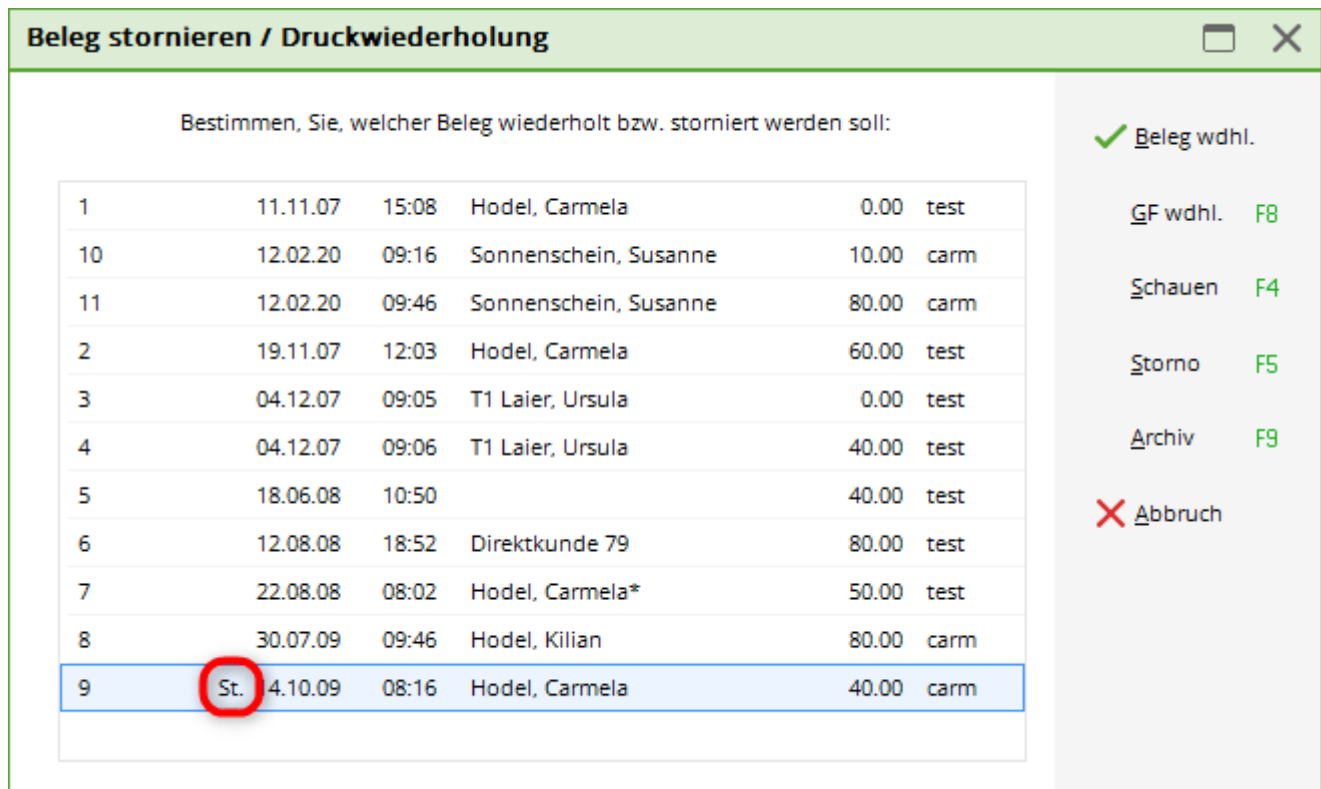 Beleg stornieren / Druckwiederholung
Bestimmen, Sie, welcher Beleg wiederholt bzw. storniert werden soll:
1 11.11.07 15:08 Hodel, Carmela 0.00 test
10 12.02.20 09:16 Sonnenschein, Susanne 10.00 carm
11 12.02.20 09:46 Sonnenschein, Susanne 80.00 carm
2 19.11.07 12:03 Hodel, Carmela 60.00 test
3 04.12.07 09:05 T1 Laier, Ursula 0.00 test
4 04.12.07 09:06 T1 Laier, Ursula 40.00 test
5 18.06.08 10:50 40.00 test
6 12.08.08 18:52 Direktkunde 79 80.00 test
7 22.08.08 08:02 Hodel, Carmela* 50.00 test
8 30.07.09 09:46 Hodel, Kilian 80.00 carm
9 St. 14.10.09 08:16 Hodel, Carmela 40.00 carm
Beleg wdhl.
GF wdhl. F8
Schauen F4
Storno F5
Archiv F9
Abbruch